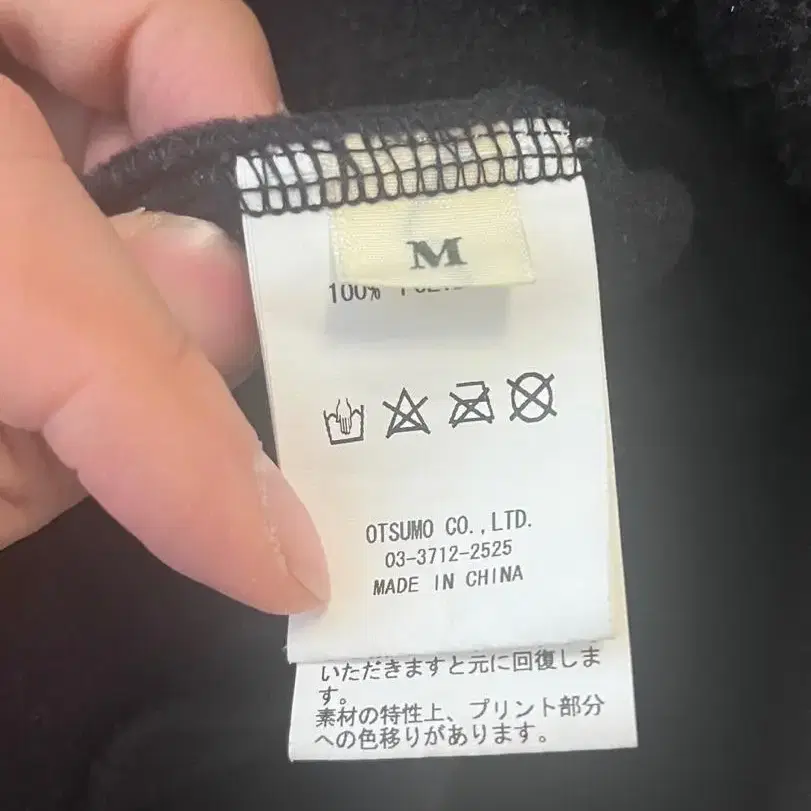 M
100%
OTSUMO CO.,LTD.
03-3712-2525
MADE IN CHINA
いただきますと元に回復しま
す。
素材の特性上、プリント部分
への色移りがあります。